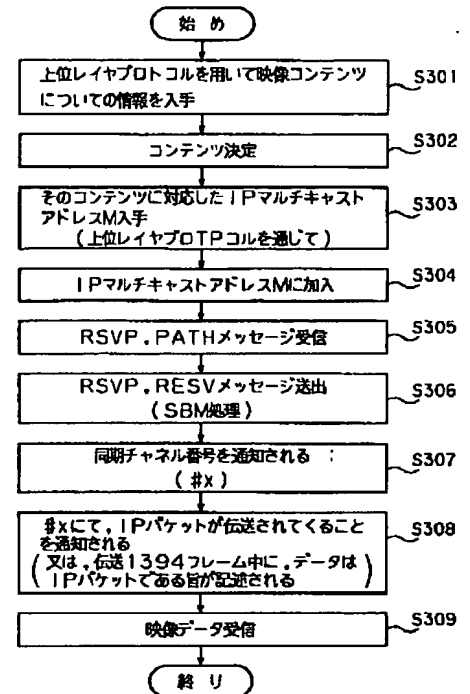 始め
上位レイヤプロトコルを用いて映像コンテンツ
についての情報を入手
S301
コンテンツ決定
S302
そのコンテンツに対応したIPマルチキャスト
アドレスM入手
(上位レイヤプロTPコルを通じて)
S303
IPマルチキャストアドレスMに加入
S304
RSVP.PATHメッセージ受信
S305
RSVP.RESVメッセージ送出
(SBM処理)
S306
同期チャネル番号を通知される :
(#x)
S307
#xにて,IPパケットが伝送されてくること
を通知される
(又は,伝送1394フレーム中に,データは
IPパケットである旨が記述される)
S308
映像データ受信
S309
終り